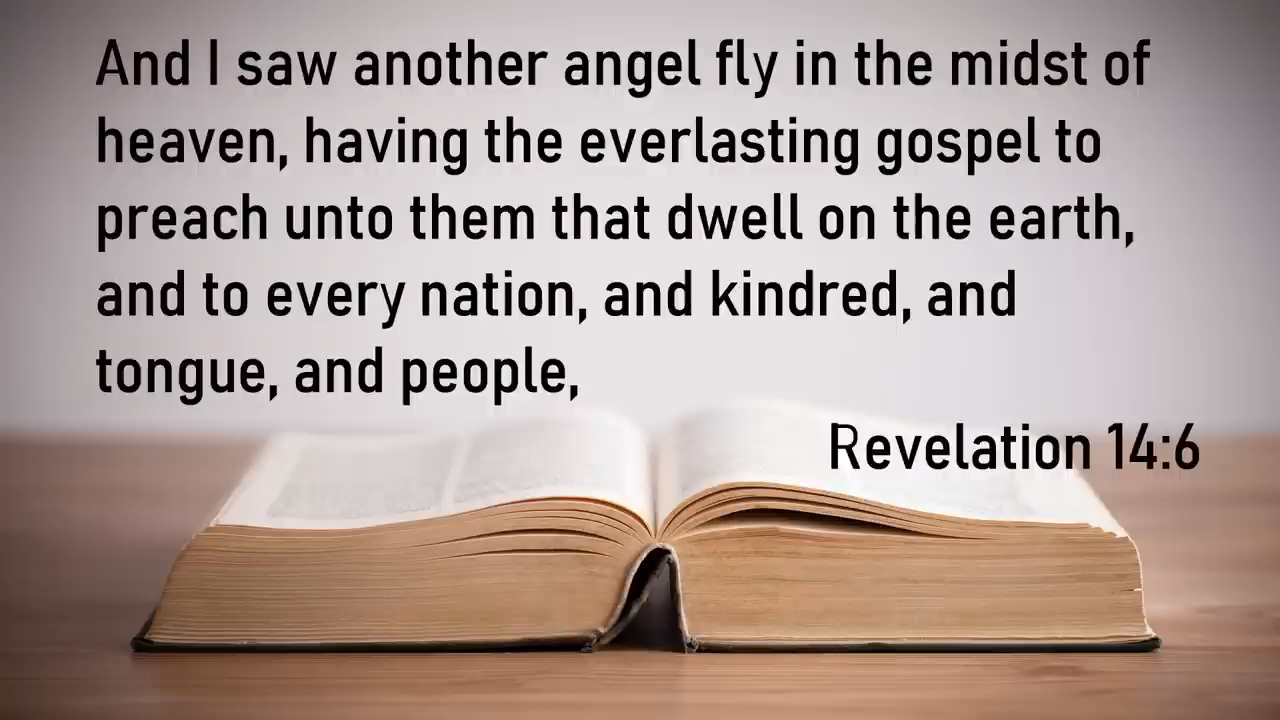 And I saw another angel fly in the midst of
heaven, having the everlasting gospel to
preach unto them that dwell on the earth,
and to every nation, and kindred, and
tongue, and people,
Revelation 14:6